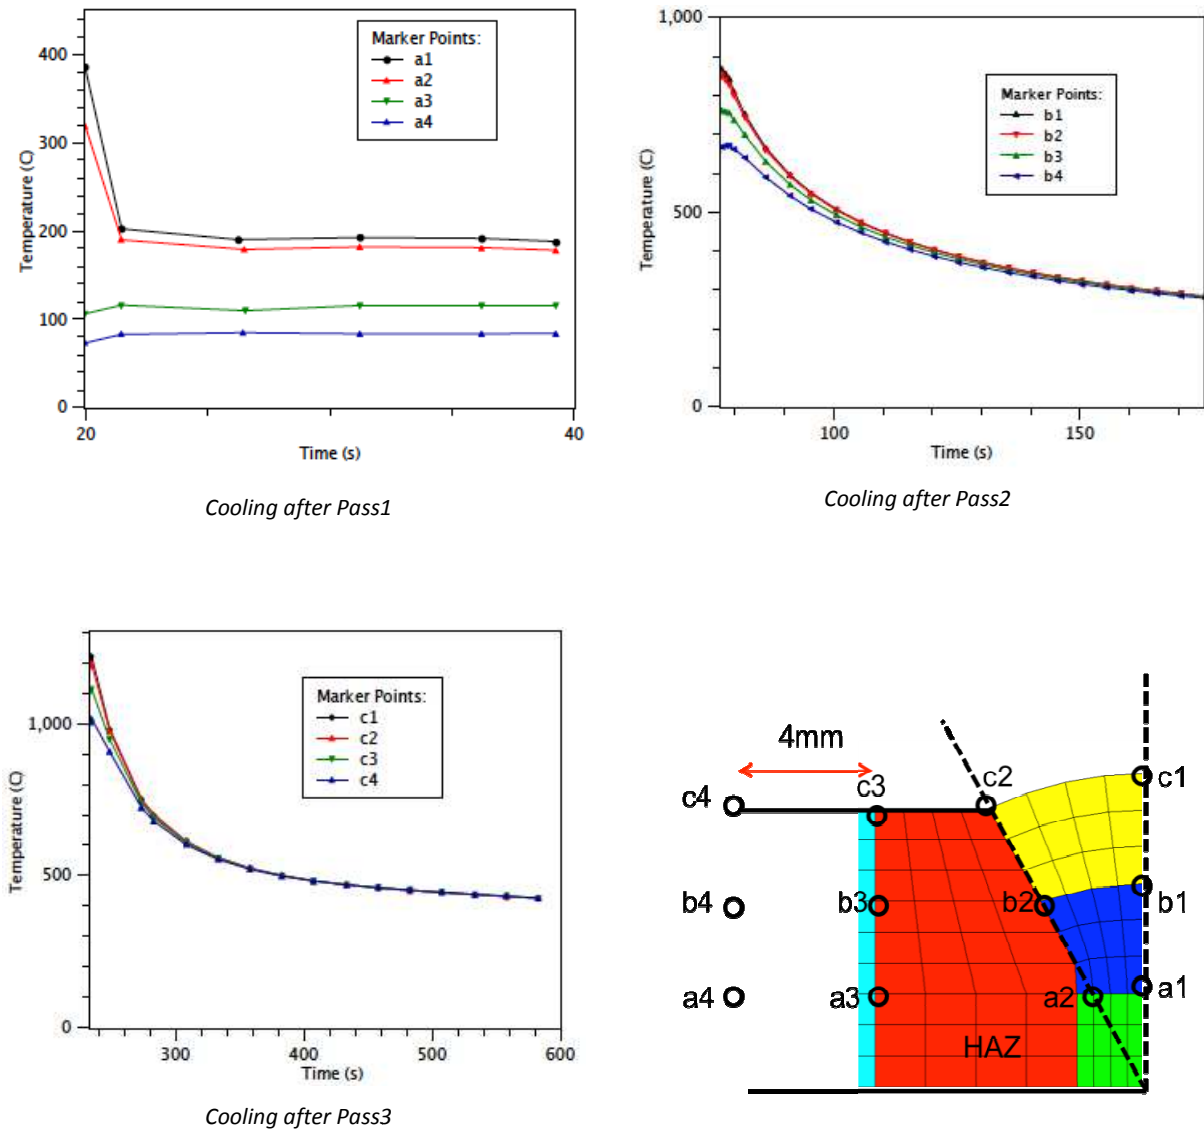 400
300
200
100
0
Temperature (C)
Marker Points:
a1
a2
a3
a4
20
40
Time (s)
Cooling after Pass1
1,000
500
0
Temperature (C)
Marker Points:
b1
b2
b3
b4
100
150
Time (s)
Cooling after Pass2
1,000
500
0
Temperature (C)
Marker Points:
c1
c2
c3
c4
300
400
500
600
Time (s)
Cooling after Pass3
4mm
c4
c3
c2
c1
b4
b3
b2
b1
a4
a3
a2
a1
HAZ